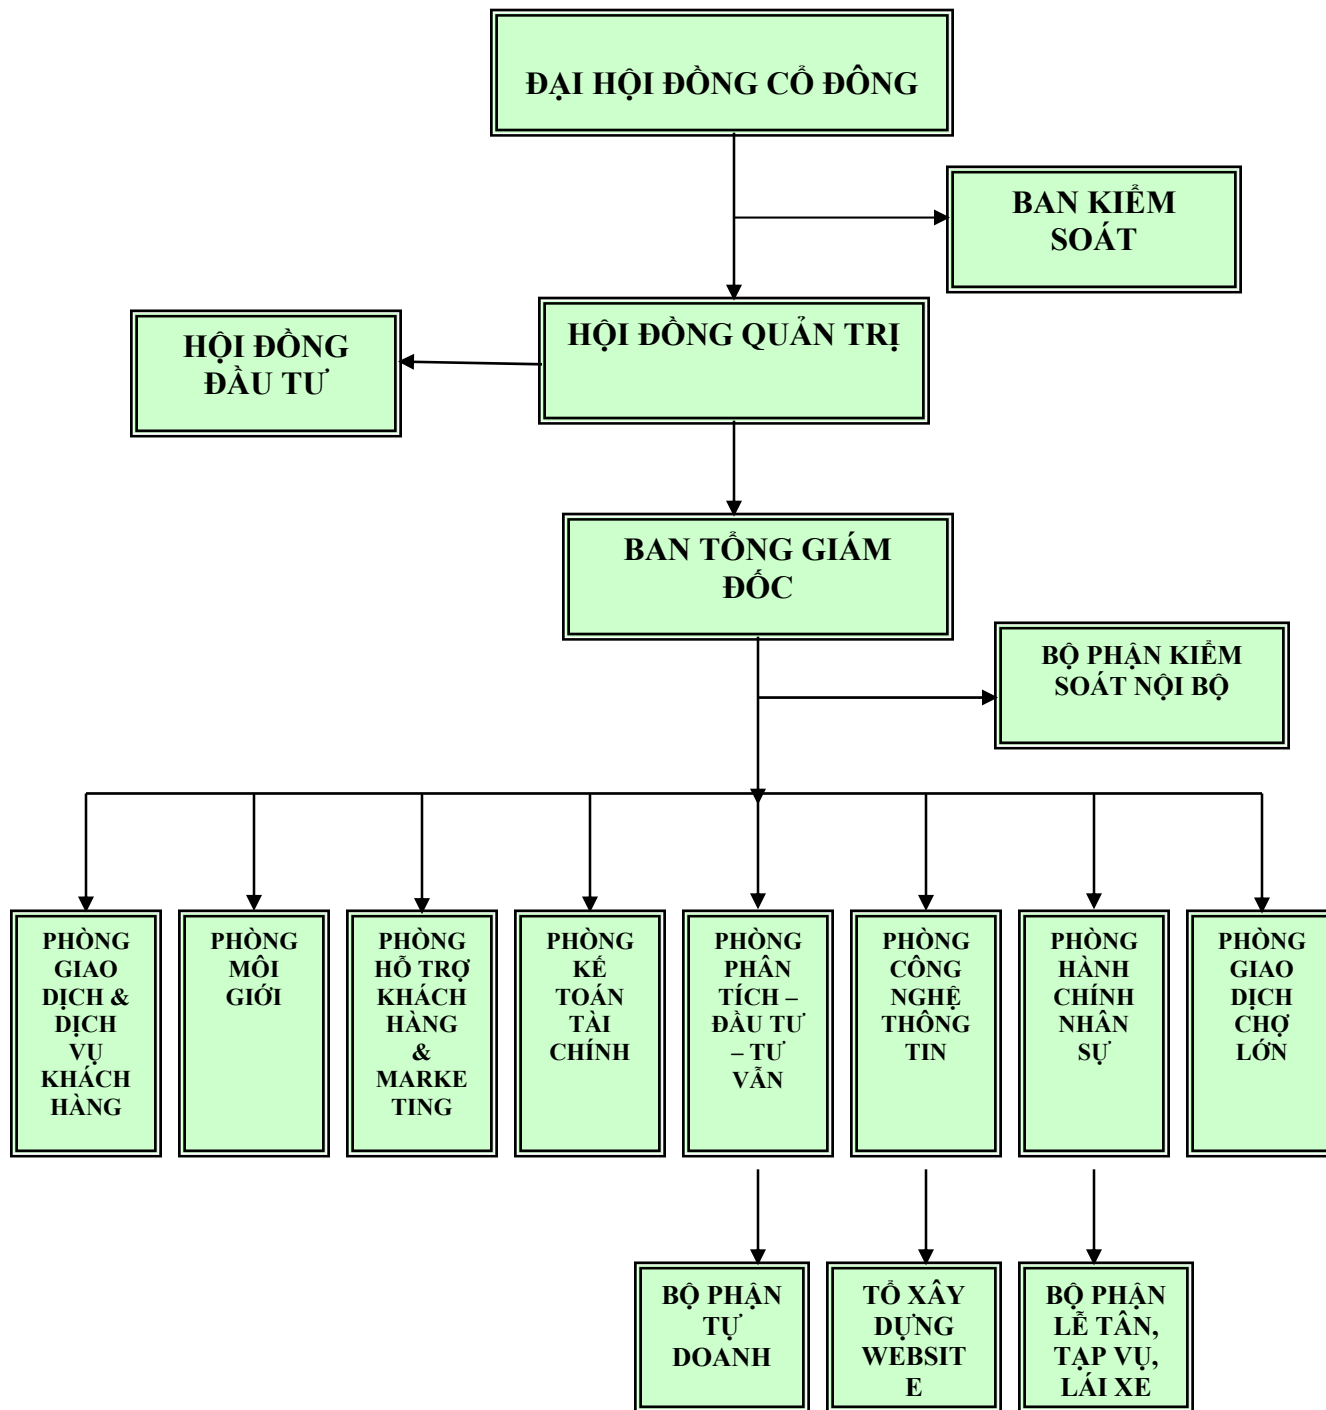 ĐẠI HỘI ĐỒNG CỔ ĐÔNG
BAN KIỂM
SOÁT
HỘI ĐỒNG QUẢN TRỊ
HỘI ĐỒNG
ĐẦU TƯ
BAN TỔNG GIÁM
ĐỐC
BỘ PHẬN KIỂM
SOÁT NỘI BỘ
PHÒNG
GIAO
DỊCH &
DỊCH
VỤ
KHÁCH
HÀNG
PHÒNG
MÔI
GIỚI
PHÒNG
HỖ TRỢ
KHÁCH
HÀNG
&
MARKE
TING
PHÒNG
KẾ
TOÁN
TÀI
CHÍNH
PHÒNG
PHÂN
TÍCH –
ĐẦU TƯ
– TƯ
VẪN
PHÒNG
CÔNG
NGHỆ
THÔNG
TIN
PHÒNG
HÀNH
CHÍNH
NHÂN
SỰ
PHÒNG
GIAO
DỊCH
CHỢ
LỚN
BỘ PHẬN
TỰ
DOANH
TỔ XÂY
DỰNG
WEBSIT
E
BỘ PHẬN
LỄ TÂN,
TẠP VỤ,
LÁI XE